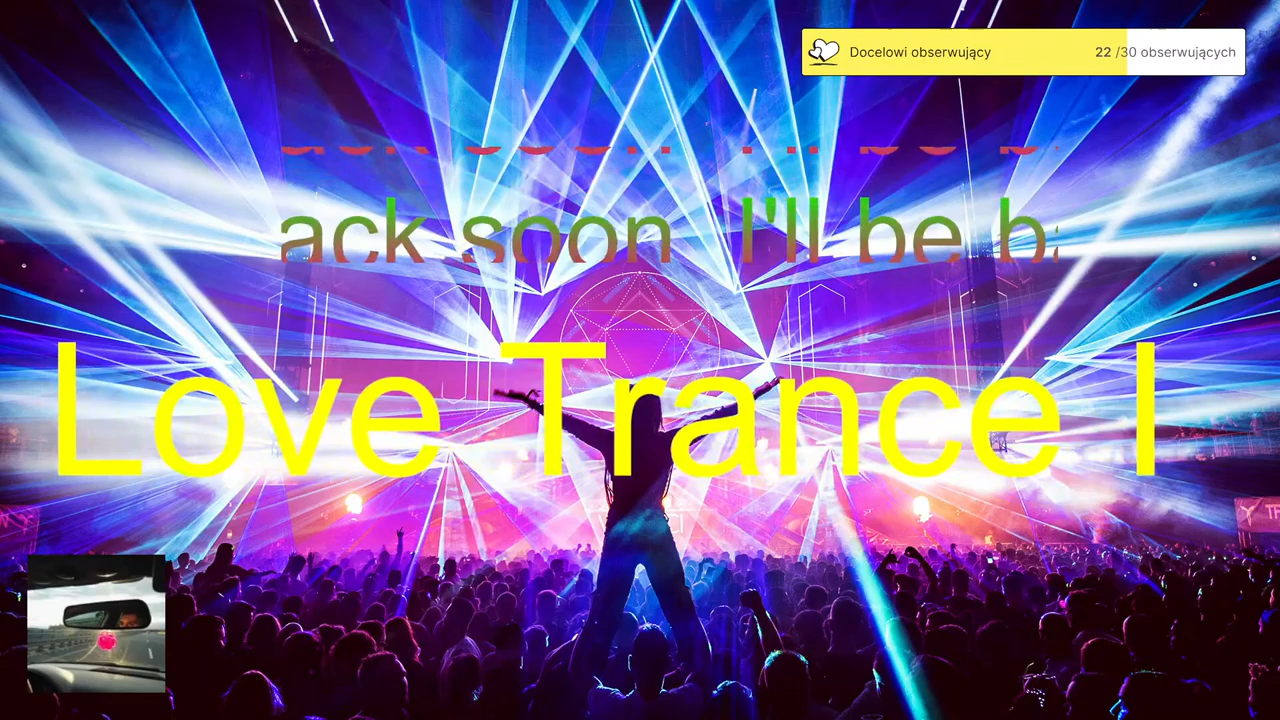 Docelowi obserwujący 22 /30 obserwujących
ack soon I'll be b
Love Trance I